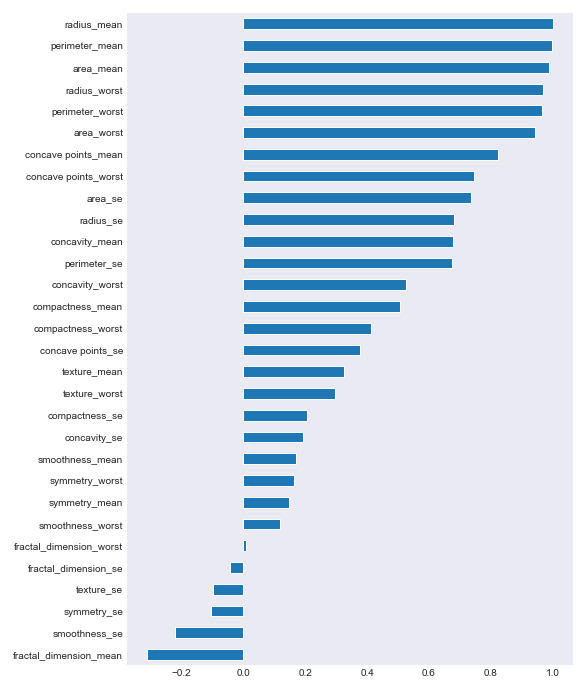 radius_mean
perimeter_mean
area_mean
radius_worst
perimeter_worst
area_worst
concave points_mean
concave points_worst
area_se
radius_se
concavity_mean
perimeter_se
concavity_worst
compactness_mean
compactness_worst
concave points_se
texture_mean
texture_worst
compactness_se
concavity_se
smoothness_mean
symmetry_worst
symmetry_mean
smoothness_worst
fractal_dimension_worst
fractal_dimension_se
texture_se
symmetry_se
smoothness_se
fractal_dimension_mean
−0.2 0.0 0.2 0.4 0.6 0.8 1.0